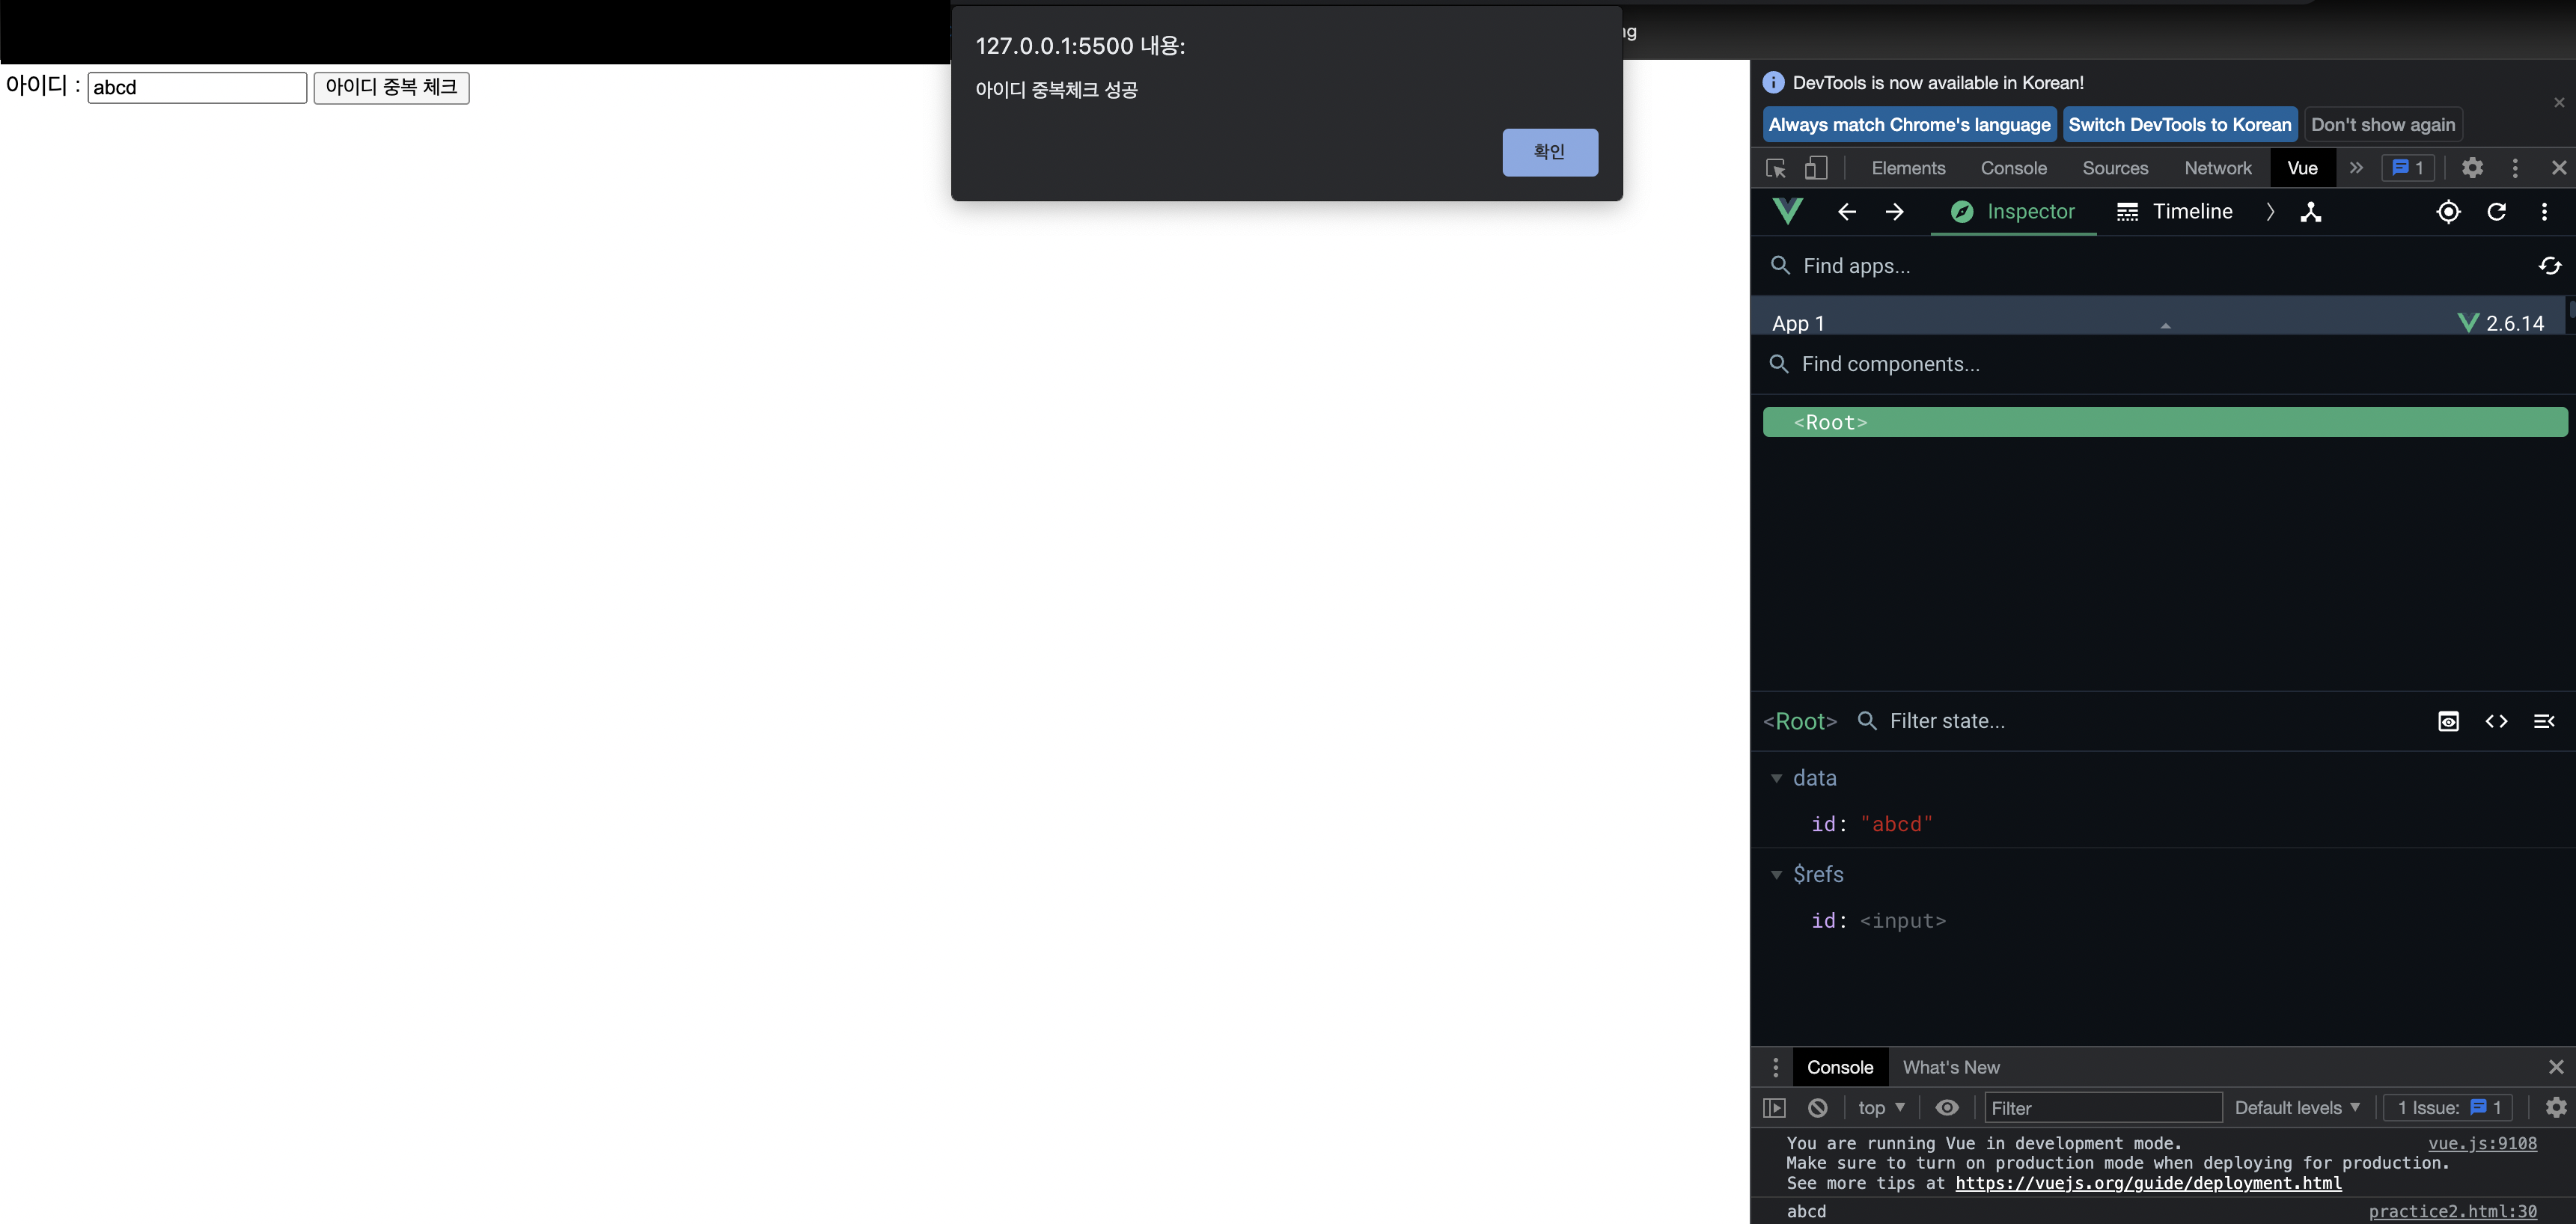 127.0.0.1:5500 내용:
아이디 중복체크 성공
확인
아이디 : abcd 아이디 중복 체크
DevTools is now available in Korean!
Always match Chrome's language Switch DevTools to Korean Don't show again
Elements Console Sources Network Vue 1
Inspector Timeline
Find apps...
App 1 2.6.14
Find components...
<Root>
<Root> Filter state...
data
id: "abcd"
$refs
id: <input>
Console What's New
top Filter Default levels 1 Issue: 1
You are running Vue in development mode. vue.js:9108
Make sure to turn on production mode when deploying for production.
See more tips at https://vuejs.org/guide/deployment.html
abcd practice2.html:30